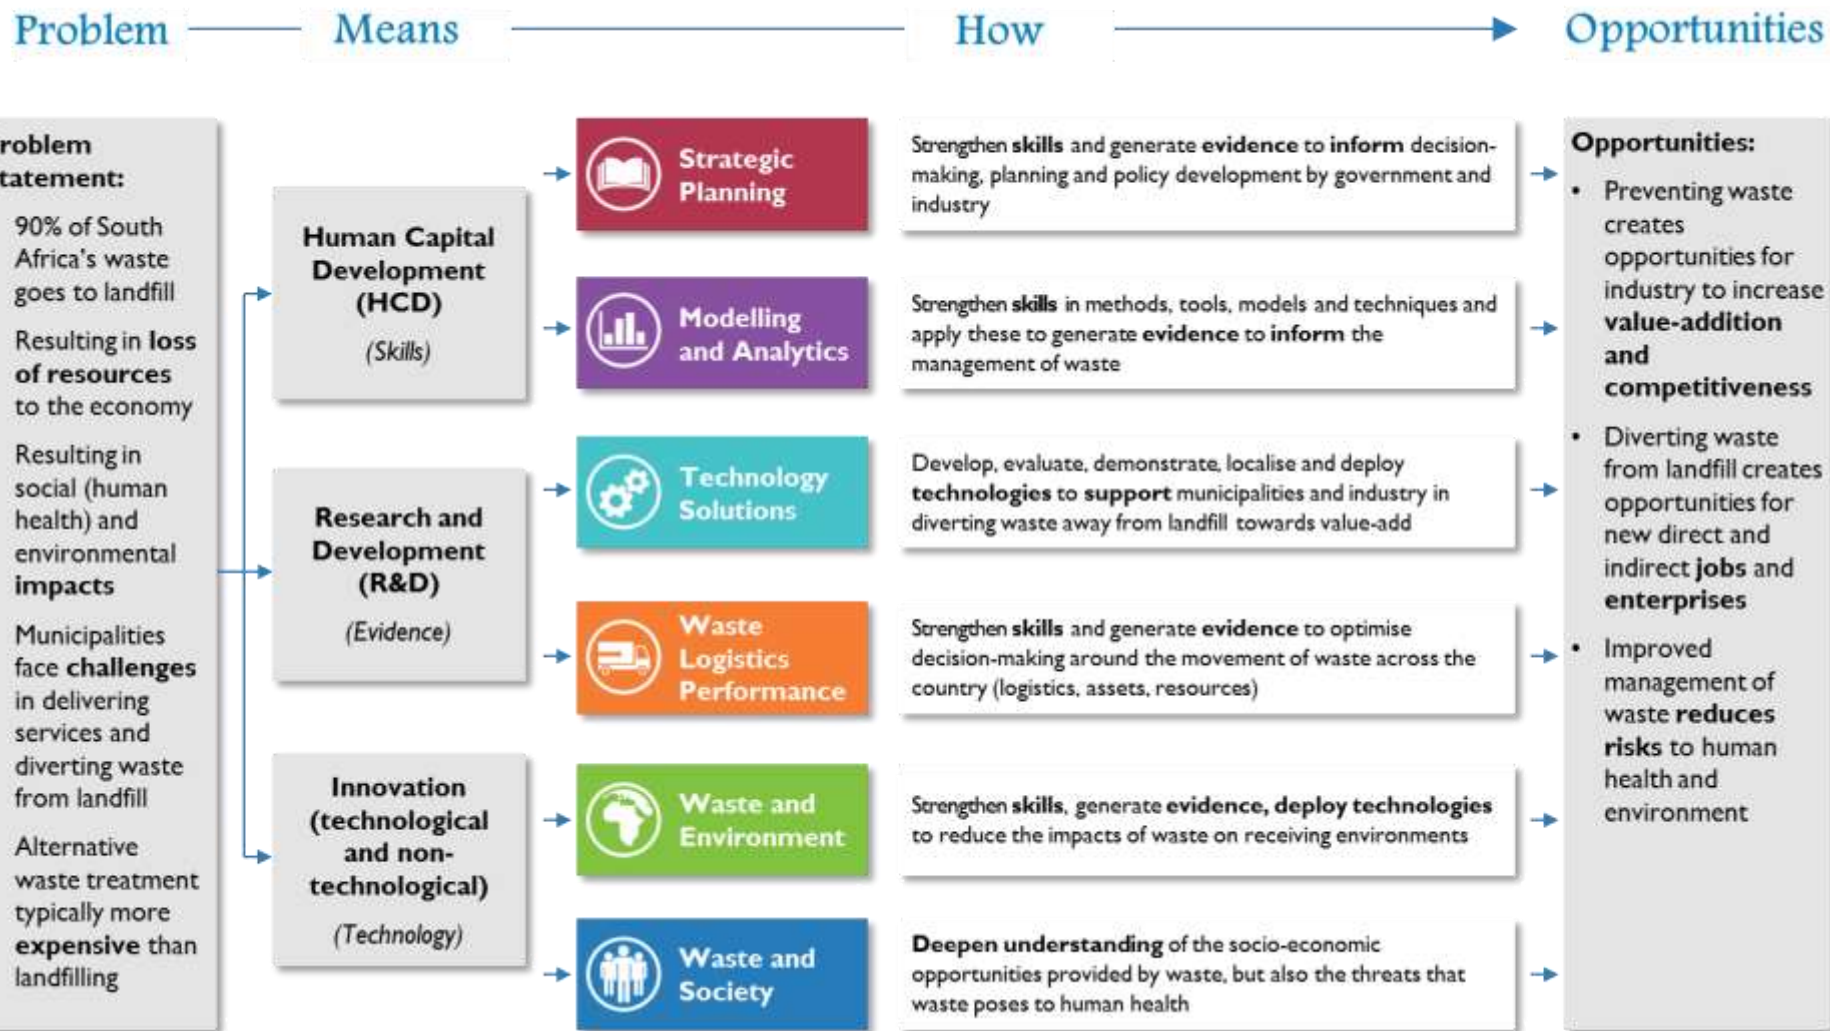 Problem
Means
How
Opportunities
roblem
tatement:
90% of South
Africa's waste
goes to landfill
Resulting in loss
of resources
to the economy
Resulting in
social (human
health) and
environmental
impacts
Municipalities
face challenges
in delivering
services and
diverting waste
from landfill
Alternative
waste treatment
typically more
expensive than
landfilling
Human Capital
Development
(HCD)
(Skills)
Research and
Development
(R&D)
(Evidence)
Innovation
(technological
and non-
technological)
(Technology)
Strategic
Planning
Strengthen skills and generate evidence to inform decision-
making, planning and policy development by government and
industry
Modelling
and Analytics
Strengthen skills in methods, tools, models and techniques and
apply these to generate evidence to inform the
management of waste
Technology
Solutions
Develop, evaluate, demonstrate, localise and deploy
technologies to support municipalities and industry in
diverting waste away from landfill towards value-add
Waste
Logistics
Performance
Strengthen skills and generate evidence to optimise
decision-making around the movement of waste across the
country (logistics, assets, resources)
Waste and
Environment
Strengthen skills, generate evidence, deploy technologies
to reduce the impacts of waste on receiving environments
Waste and
Society
Deepen understanding of the socio-economic
opportunities provided by waste, but also the threats that
waste poses to human health
Opportunities:
• Preventing waste
creates
opportunities for
industry to increase
value-addition
and
competitiveness
• Diverting waste
from landfill creates
opportunities for
new direct and
indirect jobs and
enterprises
• Improved
management of
waste reduces
risks to human
health and
environment